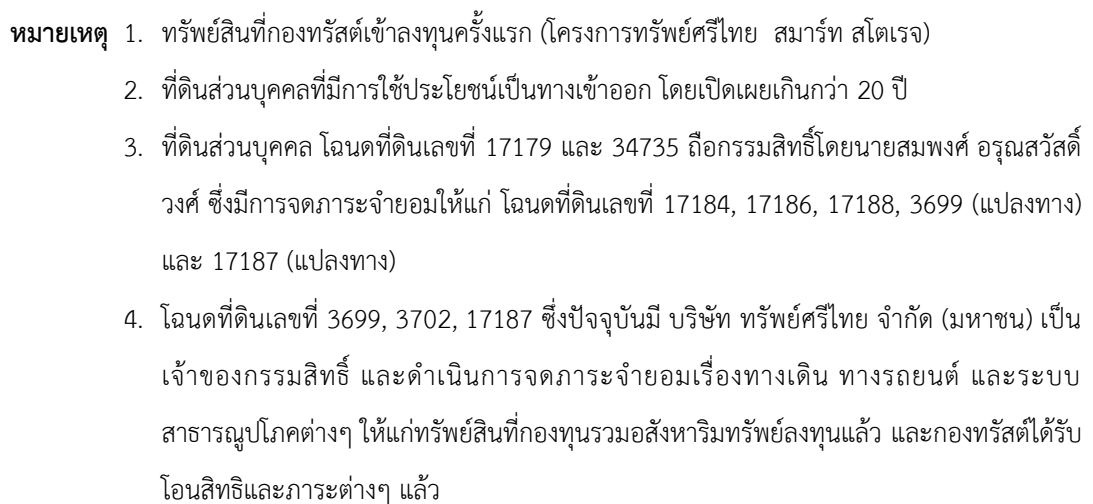 หมายเหตุ 1. ทรัพย์สินที่กองทรัสต์เข้าลงทุนครั้งแรก (โครงการทรัพย์ศรีไทย สมาร์ท สโตเรจ)
2. ที่ดินส่วนบุคคลที่มีการใช้ประโยชน์เป็นทางเข้าออก โดยเปิดเผยเกินกว่า 20 ปี
3. ที่ดินส่วนบุคคล โฉนดที่ดินเลขที่ 17179 และ 34735 ถือกรรมสิทธิ์โดยนายสมพงศ์ อรุณสวัสดิ์
วงศ์ ซึ่งมีการจดภาระจำยอมให้แก่ โฉนดที่ดินเลขที่ 17184, 17186, 17188, 3699 (แปลงทาง)
และ 17187 (แปลงทาง)
4. โฉนดที่ดินเลขที่ 3699, 3702, 17187 ซึ่งปัจจุบันมี บริษัท ทรัพย์ศรีไทย จำกัด (มหาชน) เป็น
เจ้าของกรรมสิทธิ์ และดำเนินการจดภาระจำยอมเรื่องทางเดิน ทางรถยนต์ และระบบ
สาธารณูปโภคต่างๆ ให้แก่ทรัพย์สินที่กองทุนรวมอสังหาริมทรัพย์ลงทุนแล้ว และกองทรัสต์ได้รับ
โอนสิทธิและภาระต่างๆ แล้ว